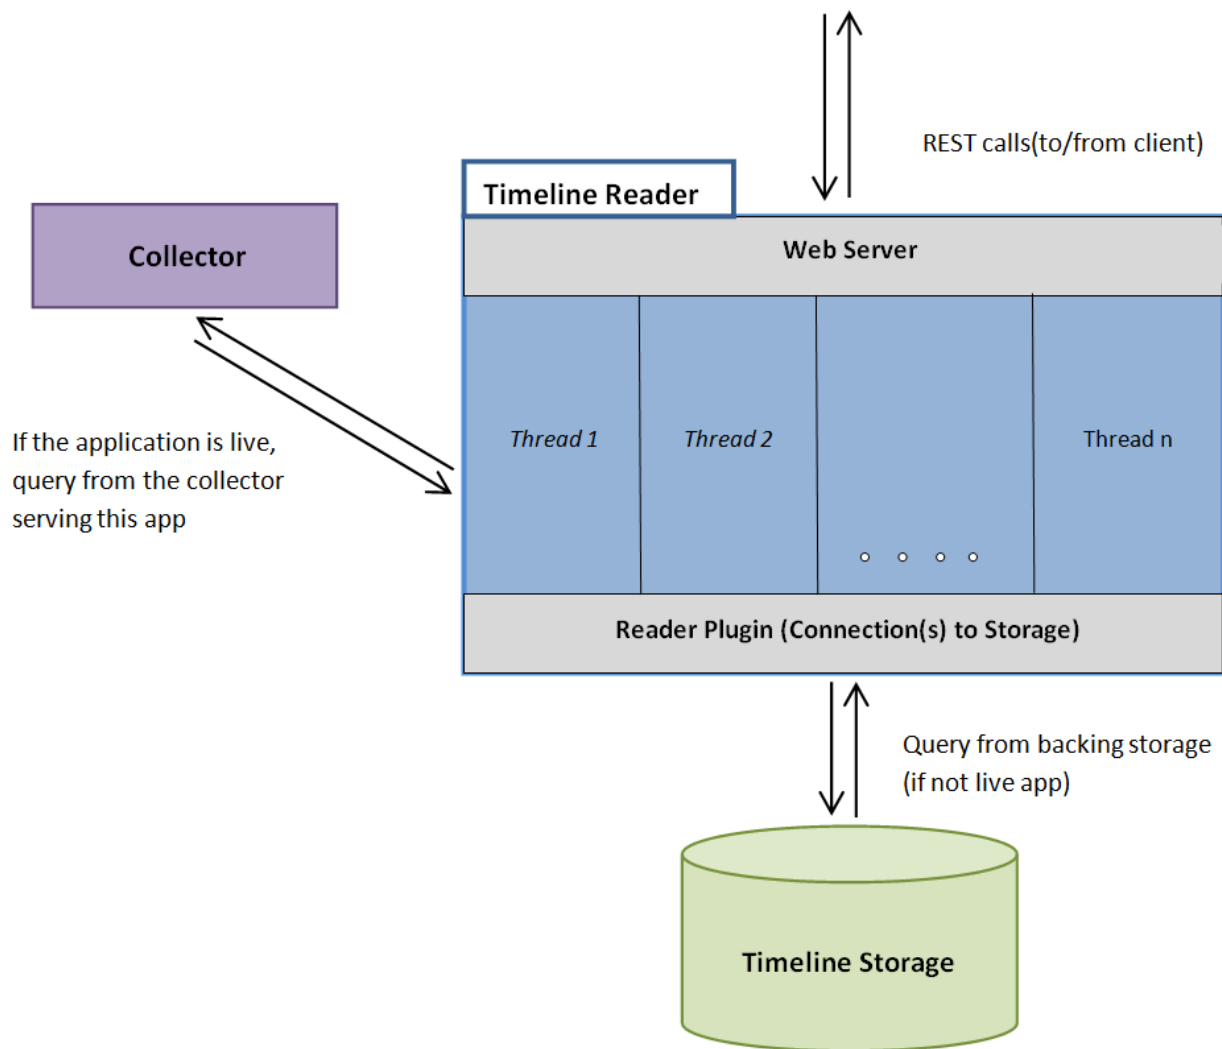 REST calls(to/from client)
Timeline Reader
Web Server
Collector
If the application is live,
query from the collector
serving this app
Thread 1
Thread 2
Thread n
Reader Plugin (Connection(s) to Storage)
Query from backing storage
(if not live app)
Timeline Storage